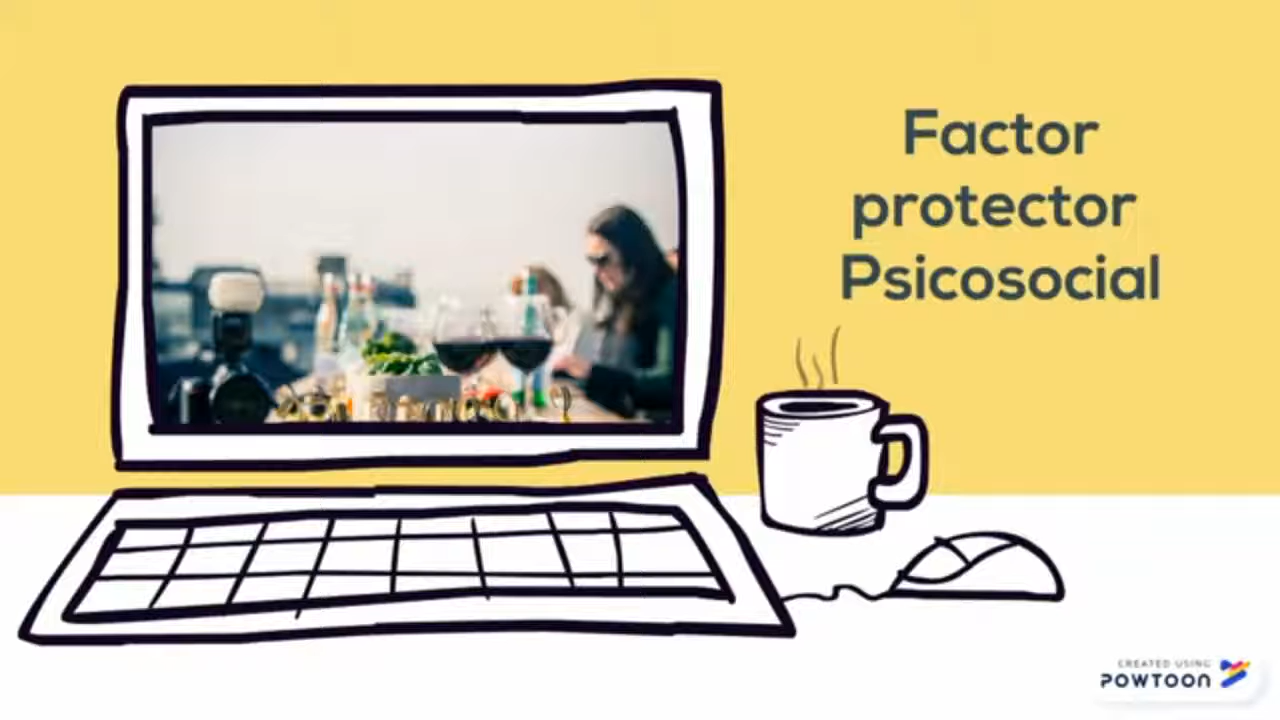 Factor
protector
Psicosocial
CREATED USING
POWTOON